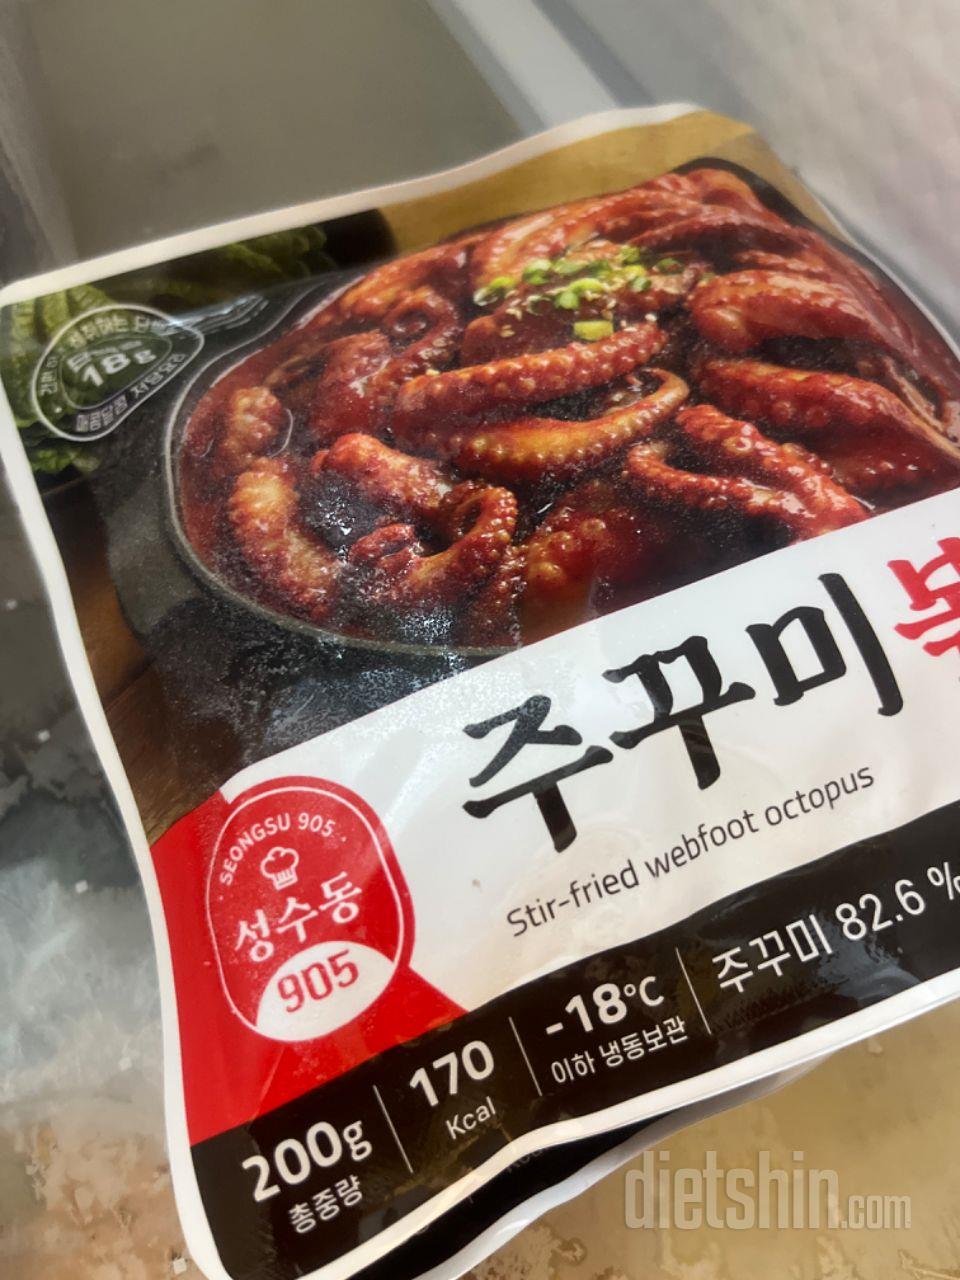 18g
주꾸미
Stir-fried webfoot octopus
SEONGSU 905
성수동
905
200g
총중량
170
Kcal
-18℃
이하 냉동보관
주꾸미 82.6 %
dietshin.com